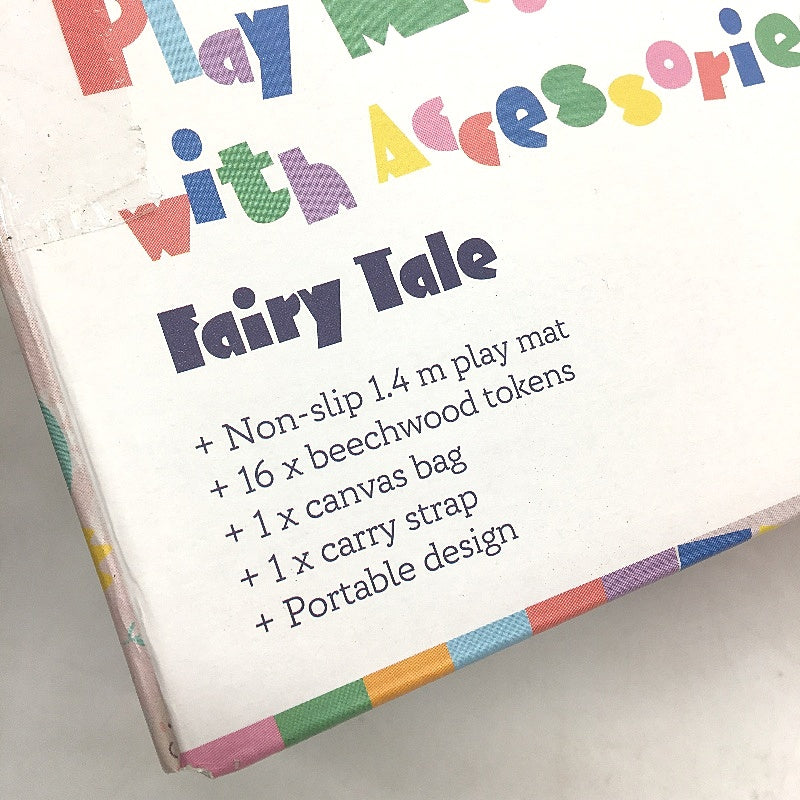 Play
with Accessorie
Fairy Tale
+ Non-slip 1.4 m play mat
+ 16 x beechwood tokens
+ 1 x canvas bag
+ 1 x carry strap
+ Portable design